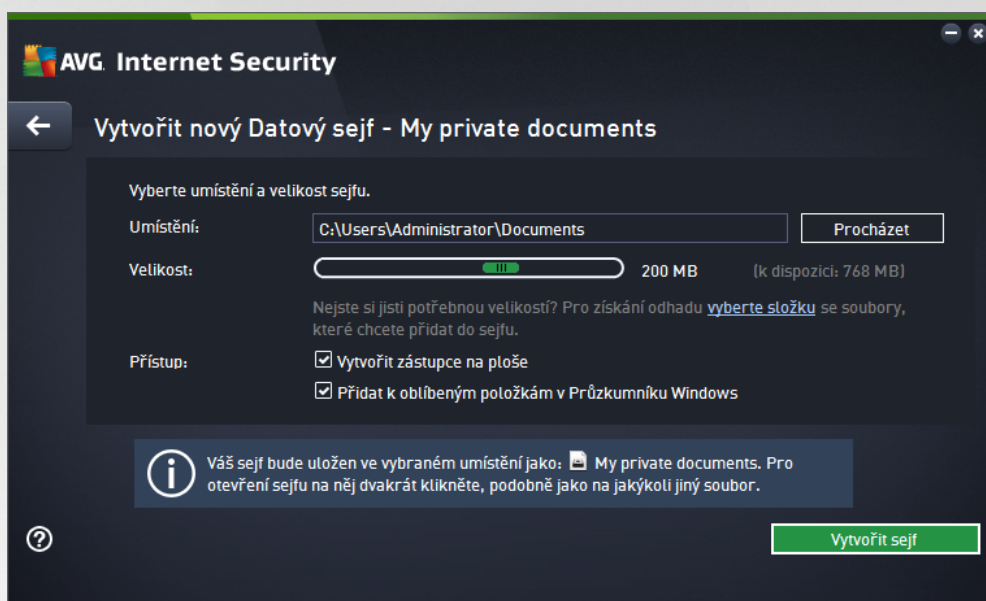 AVG. Internet Security
Vytvořit nový Datový sejf - My private documents
Vyberte umístění a velikost sejfu.
Umístění: C:\Users\Administrator\Documents Procházet
Velikost: 200 MB (k dispozici: 768 MB)
Nejste si jisti potřebnou velikostí? Pro získání odhadu vyberte složku se soubory,
které chcete přidat do sejfu.
Přístup: Vytvořit zástupce na ploše
Přidat k oblíbeným položkám v Průzkumníku Windows
Váš sejf bude uložen ve vybraném umístění jako: My private documents. Pro
otevření sejfu na něj dvakrát klikněte, podobně jako na jakýkoli jiný soubor.
Vytvořit sejf